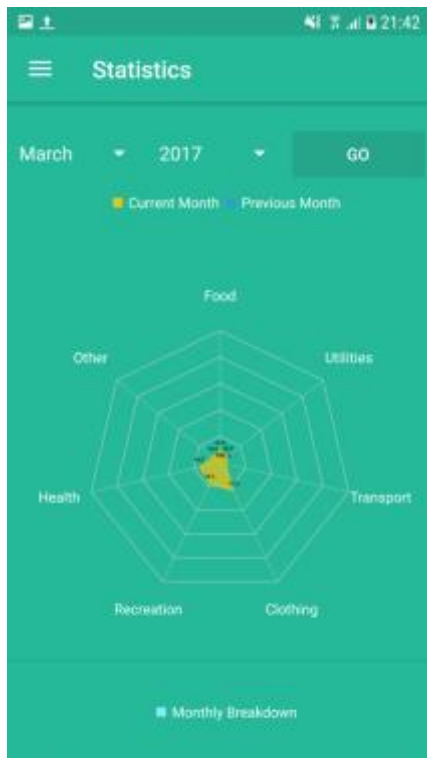 21:42
Statistics
March 2017 GO
Current Month Previous Month
Food
Other Utilities
Health Transport
Recreation Clothing
Monthly Breakdown